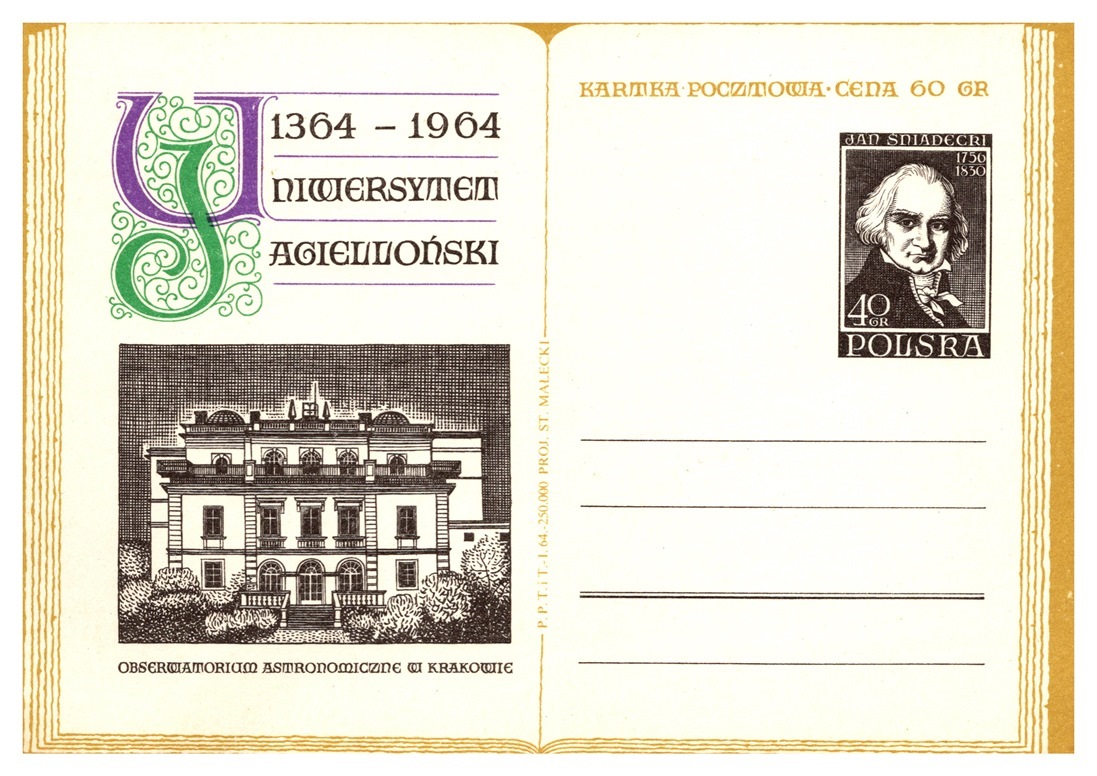 1364 - 1964
UNIWERSYTET
JAGIELLOŃSKI
OBSERWATORIUM ASTRONOMICZNE W KRAKOWIE
P. P. T. i T. - I. 64. - 250.000 PROJ. ST. MAŁECKI
KARTKA POCZTOWA · CENA 60 GR
JAN ŚNIADECKI
1756
1830
40
GR
POLSKA